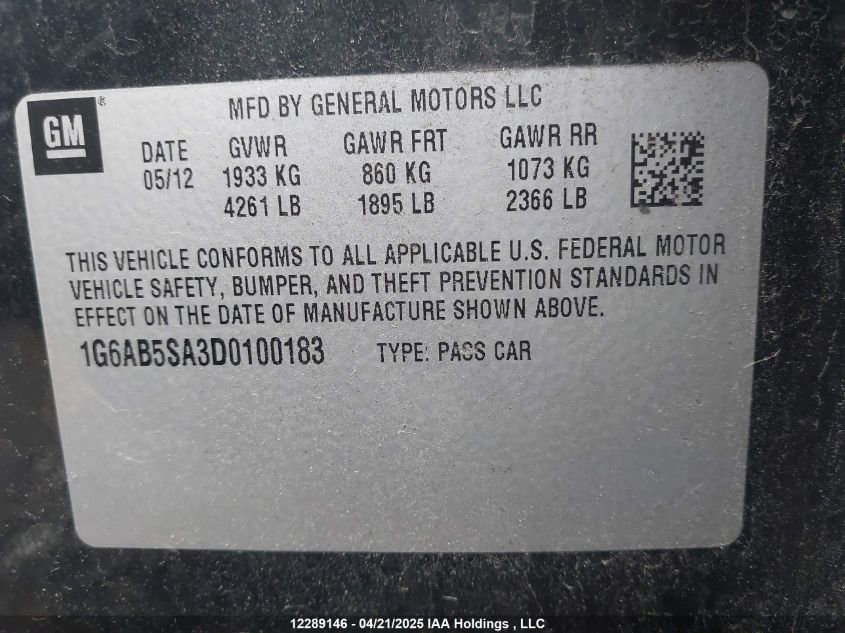 MFD BY GENERAL MOTORS LLC
GM ®
DATE GVWR GAWR FRT GAWR RR
05/12 1933 KG 860 KG 1073 KG
4261 LB 1895 LB 2366 LB
THIS VEHICLE CONFORMS TO ALL APPLICABLE U.S. FEDERAL MOTOR
VEHICLE SAFETY, BUMPER, AND THEFT PREVENTION STANDARDS IN
EFFECT ON THE DATE OF MANUFACTURE SHOWN ABOVE.
1G6AB5SA3D0100183 TYPE: PASS CAR
12289146 - 04/21/2025 IAA Holdings , LLC